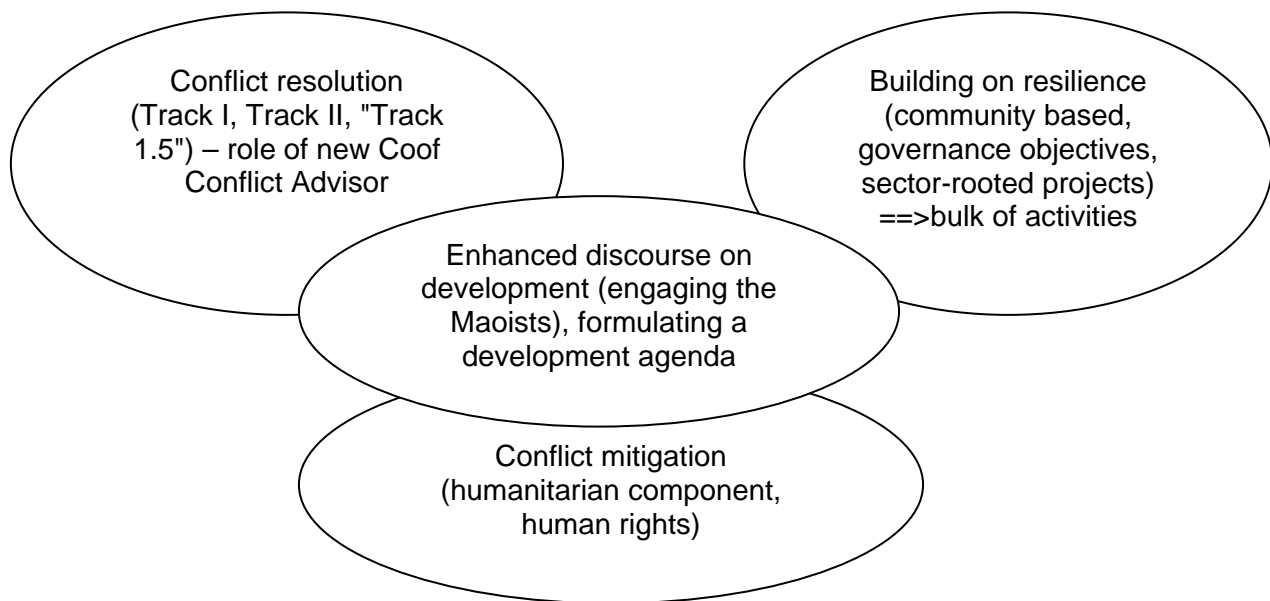 Conflict resolution
(Track I, Track II, "Track
1.5") – role of new Coof
Conflict Advisor
Building on resilience
(community based,
governance objectives,
sector-rooted projects)
==>bulk of activities
Enhanced discourse on
development (engaging the
Maoists), formulating a
development agenda
Conflict mitigation
(humanitarian component,
human rights)